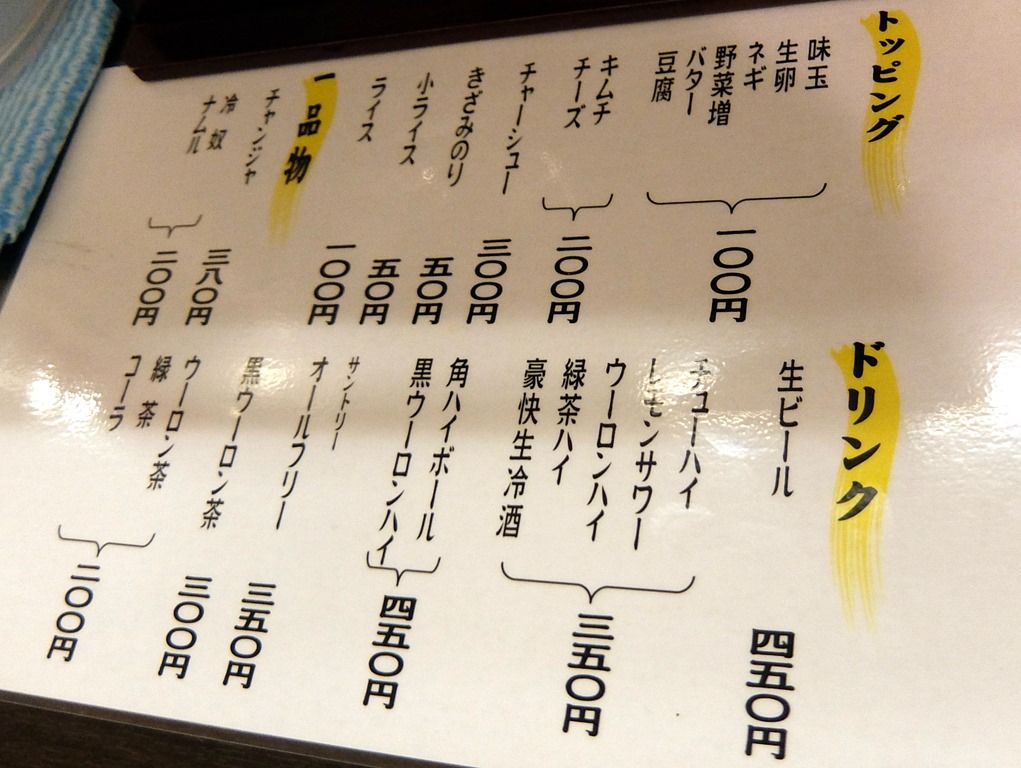 トッピング
味玉
生卵
ネギ
野菜増
バター
豆腐
一〇〇円
キムチ
チーズ
二〇〇円
チャーシュー
三〇〇円
きざみのり
五〇円
小ライス
五〇円
ライス
一〇〇円
一品物
チャンジャ
三八〇円
冷奴
ナムル
二〇〇円
ドリンク
生ビール
四五〇円
チューハイ
レモンサワー
ウーロンハイ
緑茶ハイ
豪快生冷酒
三五〇円
角ハイボール
黒ウーロンハイ
四五〇円
サントリー
オールフリー
三五〇円
黒ウーロン茶
三〇〇円
ウーロン茶
緑茶
コーラ
二〇〇円